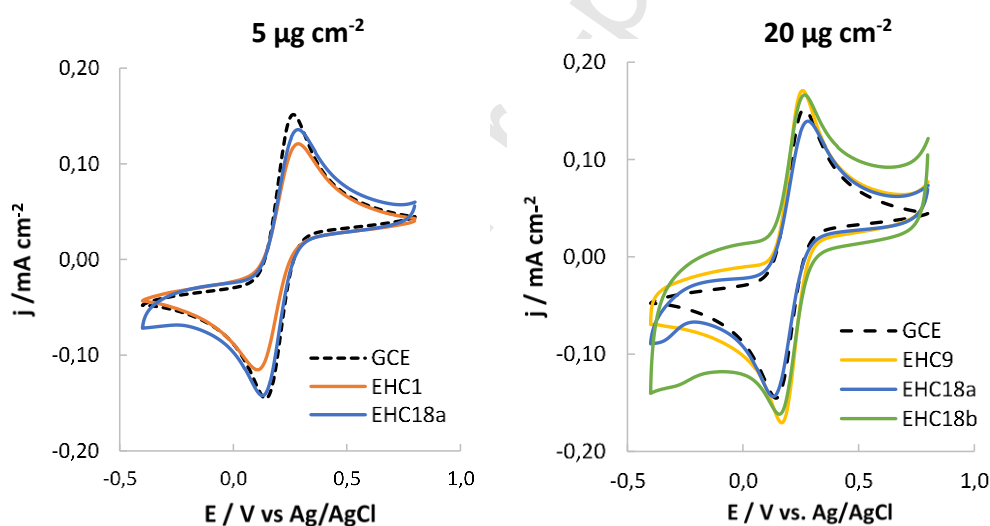 5 µg cm-2
0,20
0,10
0,00
-0,10
-0,20
-0,5
0,0
0,5
1,0
j /mA cm-2
E / V vs Ag/AgCl
GCE
EHC1
EHC18a
20 µg cm-2
0,20
0,10
0,00
-0,10
-0,20
-0,5
0,0
0,5
1,0
j / mA cm-2
E / V vs. Ag/AgCl
GCE
EHC9
EHC18a
EHC18b